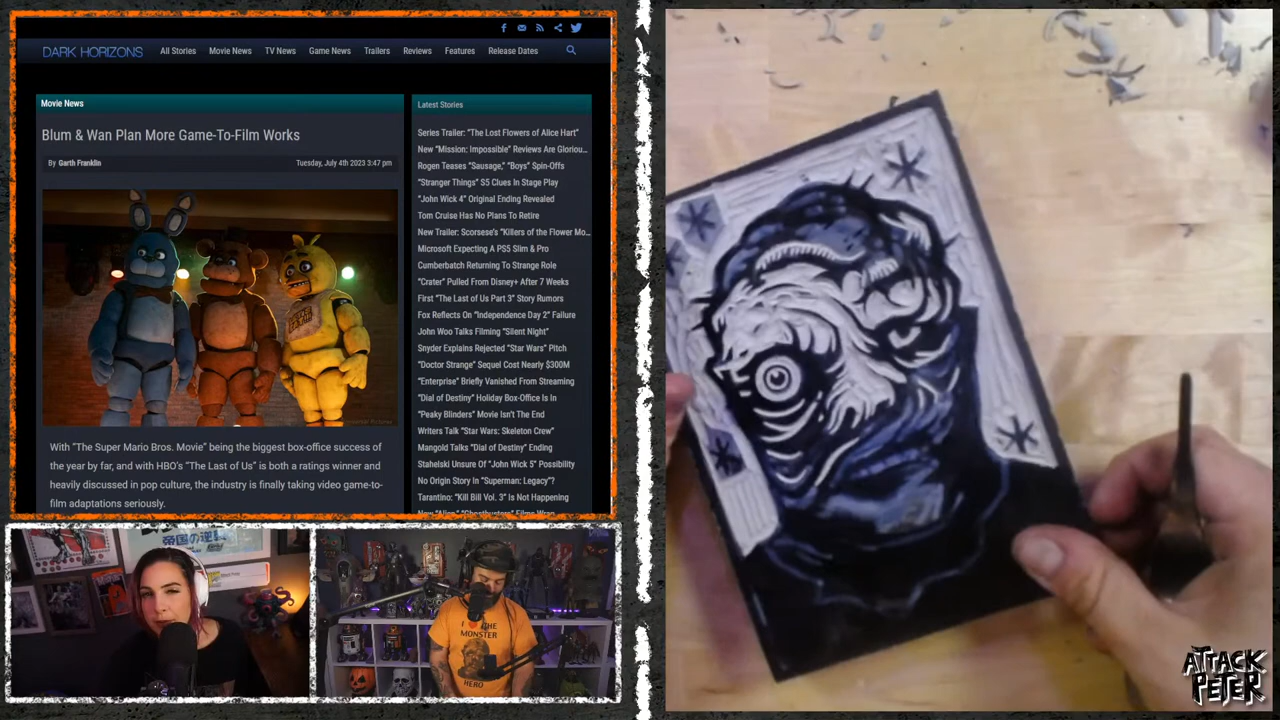 DARK HORIZONS
All Stories
Movie News
TV News
Game News
Trailers
Reviews
Features
Release Dates
Movie News
Blum & Wan Plan More Game-To-Film Works
By Garth Franklin
Tuesday, July 4th 2023 3:47 pm
With "The Super Mario Bros. Movie" being the biggest box-office success of
the year by far, and with HBO's "The Last of Us" is both a ratings winner and
heavily discussed in pop culture, the industry is finally taking video game-to-
film adaptations seriously.
Latest Stories
Series Trailer: "The Lost Flowers of Alice Hart"
New "Mission: Impossible" Reviews Are Gloriou...
Rogen Teases "Sausage," "Boys" Spin-Offs
"Stranger Things" S5 Clues In Stage Play
"John Wick 4" Original Ending Revealed
Tom Cruise Has No Plans To Retire
New Trailer: Scorsese's "Killers of the Flower Mo...
Microsoft Expecting A PS5 Slim & Pro
Cumberbatch Returning To Strange Role
"Crater" Pulled From Disney+ After 7 Weeks
First "The Last of Us Part 3" Story Rumors
Fox Reflects On "Independence Day 2" Failure
John Woo Talks Filming "Silent Night"
Snyder Explains Rejected "Star Wars" Pitch
"Doctor Strange" Sequel Cost Nearly $300M
"Enterprise" Briefly Vanished From Streaming
"Dial of Destiny" Holiday Box-Office Is In
"Peaky Blinders" Movie Isn't The End
Writers Talk "Star Wars: Skeleton Crew"
Mangold Talks "Dial of Destiny" Ending
Stahelski Unsure Of "John Wick 5" Possibility
No Origin Story In "Superman: Legacy"?
Tarantino: "Kill Bill Vol. 3" Is Not Happening
THE
MONSTER
HERO
ATTACK
PETER